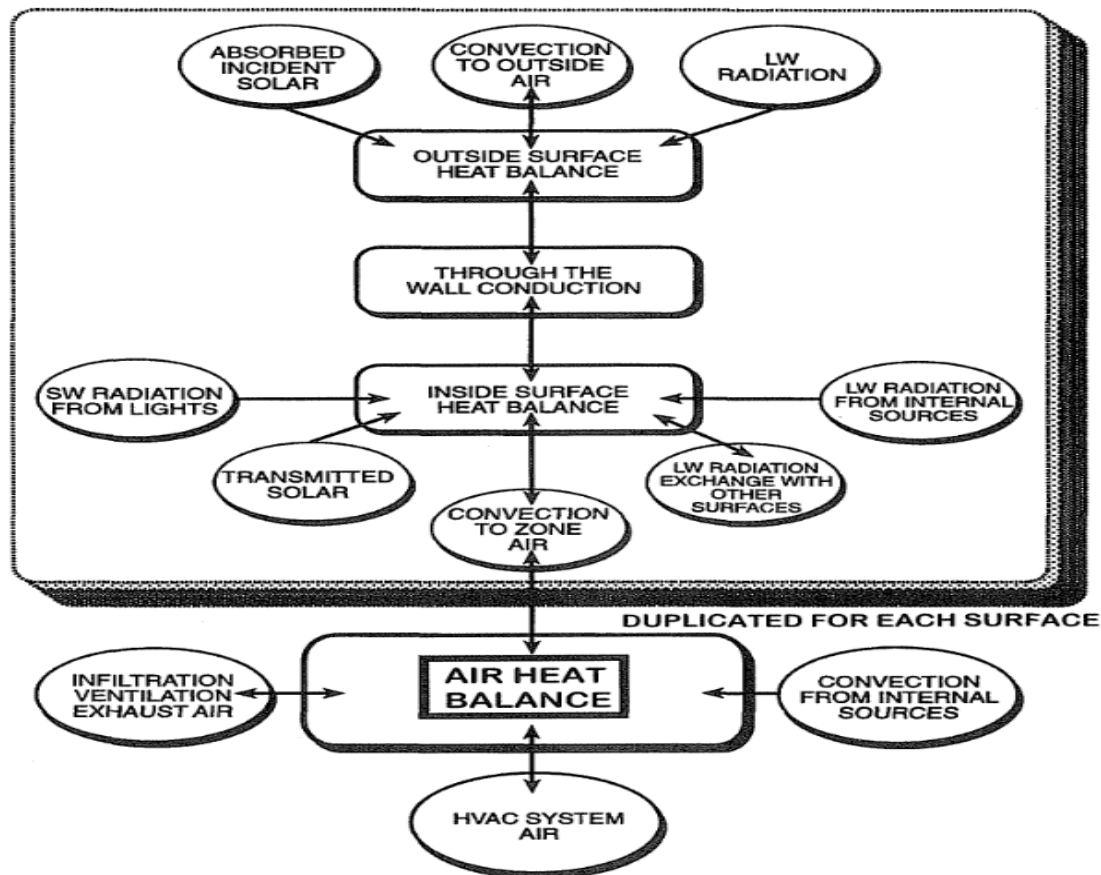 ABSORBED
INCIDENT
SOLAR
CONVECTION
TO OUTSIDE
AIR
LW
RADIATION
OUTSIDE SURFACE
HEAT BALANCE
THROUGH THE
WALL CONDUCTION
SW RADIATION
FROM LIGHTS
INSIDE SURFACE
HEAT BALANCE
LW RADIATION
FROM INTERNAL
SOURCES
TRANSMITTED
SOLAR
LW RADIATION
EXCHANGE WITH
OTHER
SURFACES
CONVECTION
TO ZONE
AIR
DUPLICATED FOR EACH SURFACE
INFILTRATION
VENTILATION
EXHAUST AIR
AIR HEAT
BALANCE
CONVECTION
FROM INTERNAL
SOURCES
HVAC SYSTEM
AIR